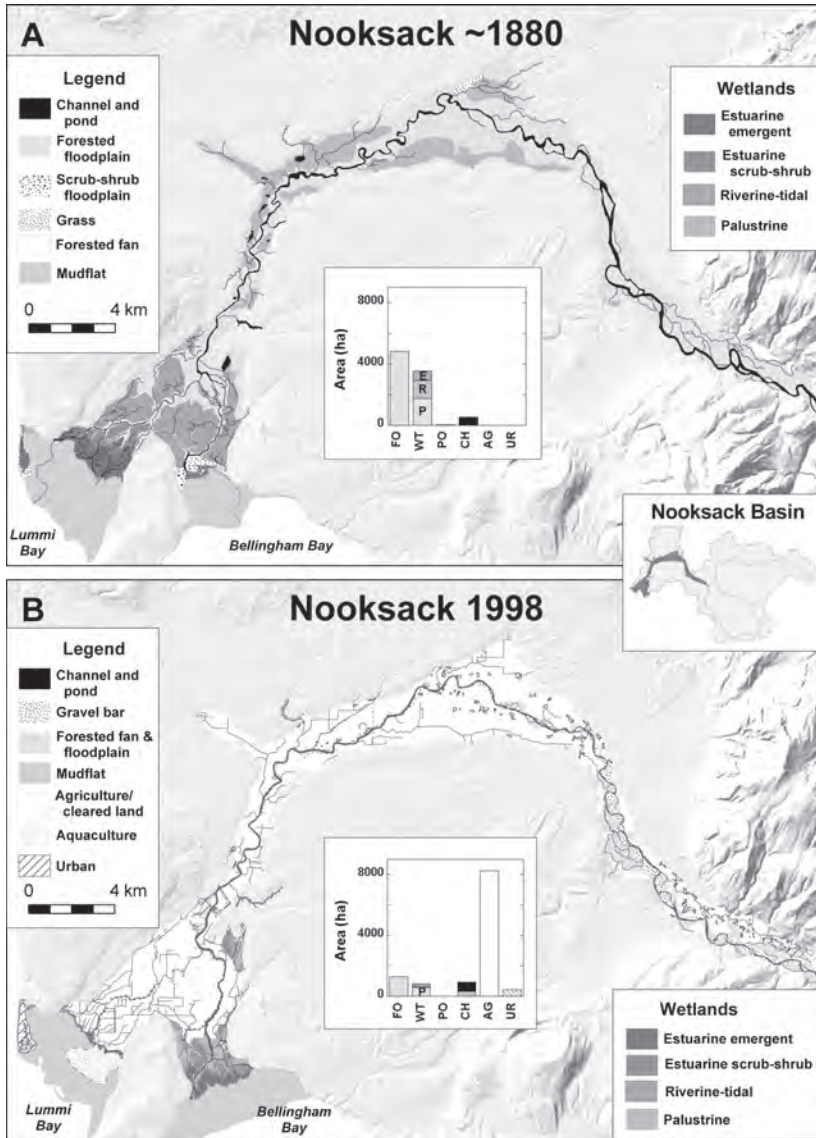 A
Nooksack ~1880
Legend
Channel and
pond
Forested
floodplain
Scrub-shrub
floodplain
Grass
Forested fan
Mudflat
0 4 km
Wetlands
Estuarine
emergent
Estuarine
scrub-shrub
Riverine-tidal
Palustrine
Area (ha)
8000
4000
0
E
R
P
FO
WT
PO
CH
AG
UR
Lummi
Bay
Bellingham Bay
Nooksack Basin
B
Nooksack 1998
Legend
Channel and
pond
Gravel bar
Forested fan &
floodplain
Mudflat
Agriculture/
cleared land
Aquaculture
Urban
0 4 km
Area (ha)
8000
4000
0
P
FO
WT
PO
CH
AG
UR
Wetlands
Estuarine emergent
Estuarine scrub-shrub
Riverine-tidal
Palustrine
Lummi
Bay
Bellingham
Bay